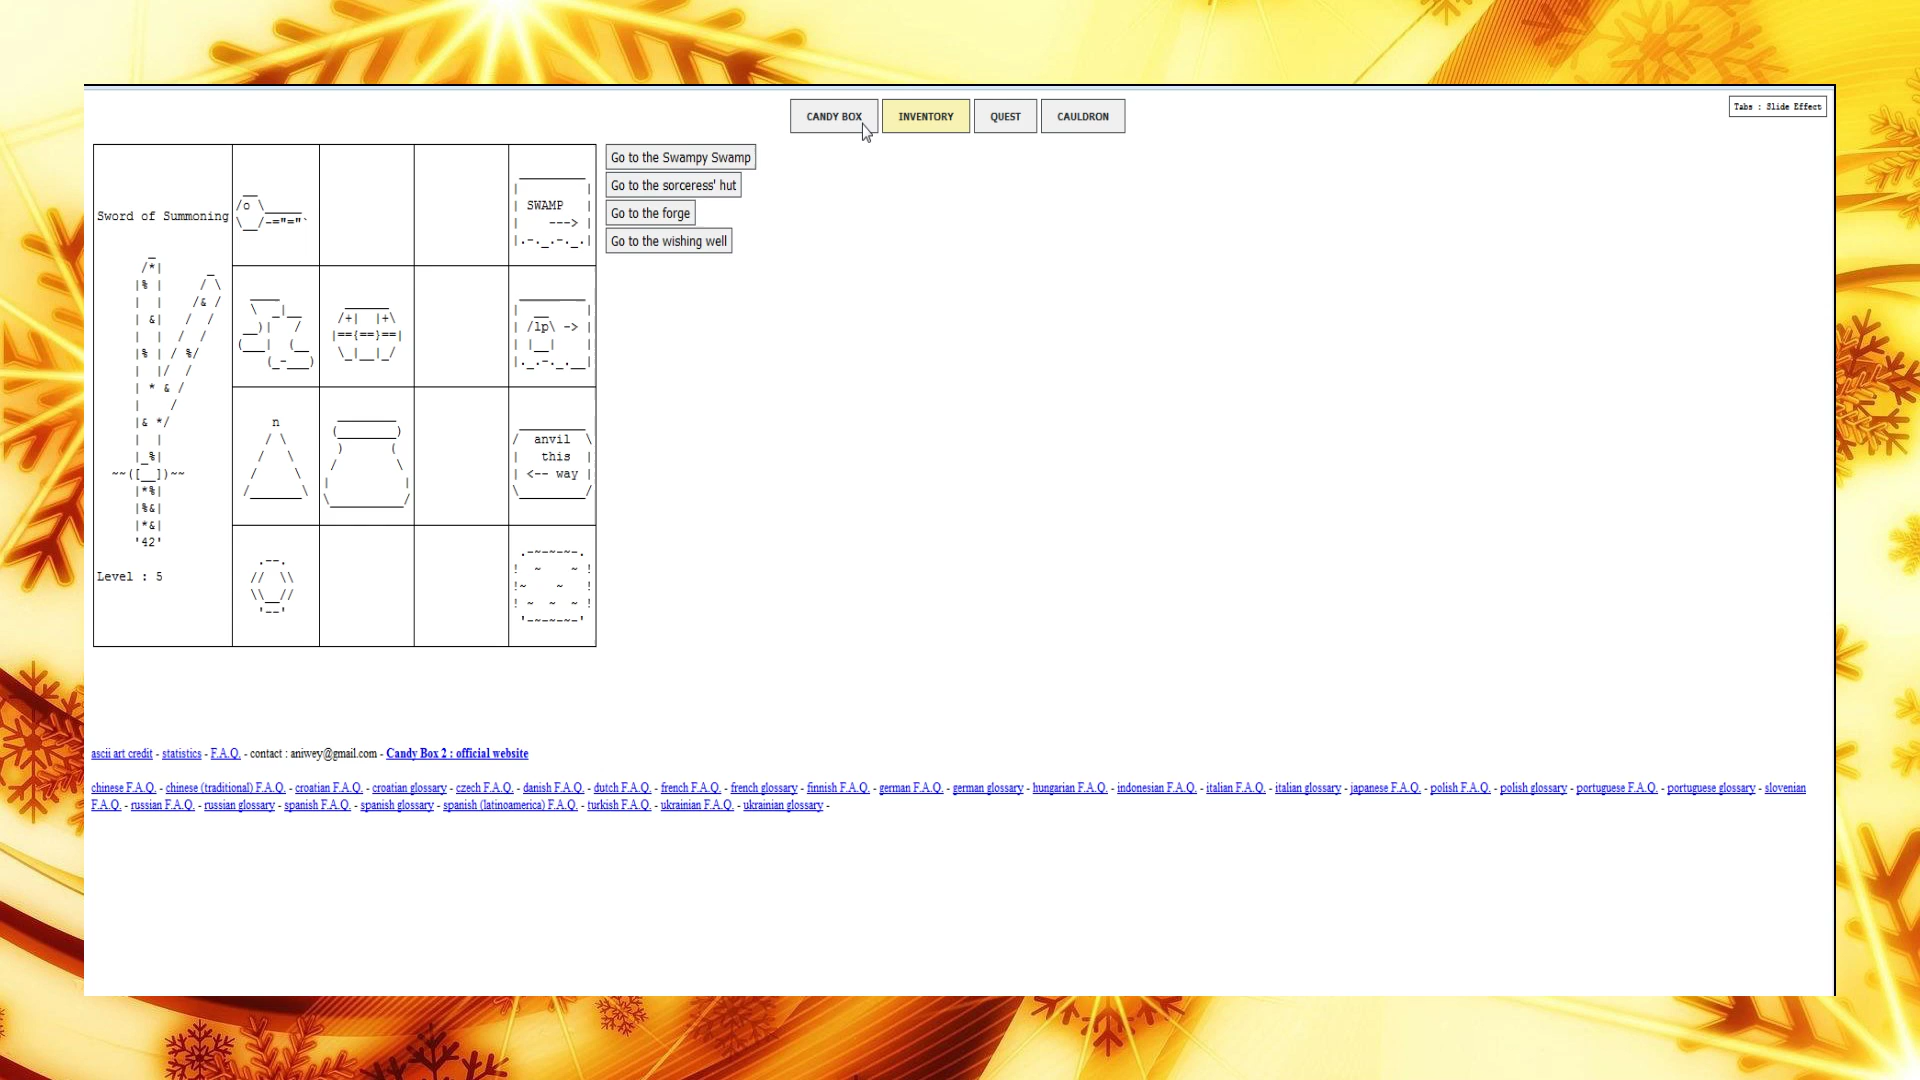 CANDY BOX INVENTORY QUEST CAULDRON
Tabs : Slide Effect
Sword of Summoning
'42'
Level : 5
SWAMP
--->
/lp\ ->
anvil
this
<-- way
Go to the Swampy Swamp
Go to the sorceress' hut
Go to the forge
Go to the wishing well
ascii art credit - statistics - F.A.Q. - contact : aniwey@gmail.com - Candy Box 2 : official website
chinese F.A.Q. - chinese (traditional) F.A.Q. - croatian F.A.Q. - croatian glossary - czech F.A.Q. - danish F.A.Q. - dutch F.A.Q. - french F.A.Q. - french glossary - finnish F.A.Q. - german F.A.Q. - german glossary - hungarian F.A.Q. - indonesian F.A.Q. - italian F.A.Q. - italian glossary - japanese F.A.Q. - polish F.A.Q. - polish glossary - portuguese F.A.Q. - portuguese glossary - slovenian
F.A.Q. - russian F.A.Q. - russian glossary - spanish F.A.Q. - spanish glossary - spanish (latinoamerica) F.A.Q. - turkish F.A.Q. - ukrainian F.A.Q. - ukrainian glossary -